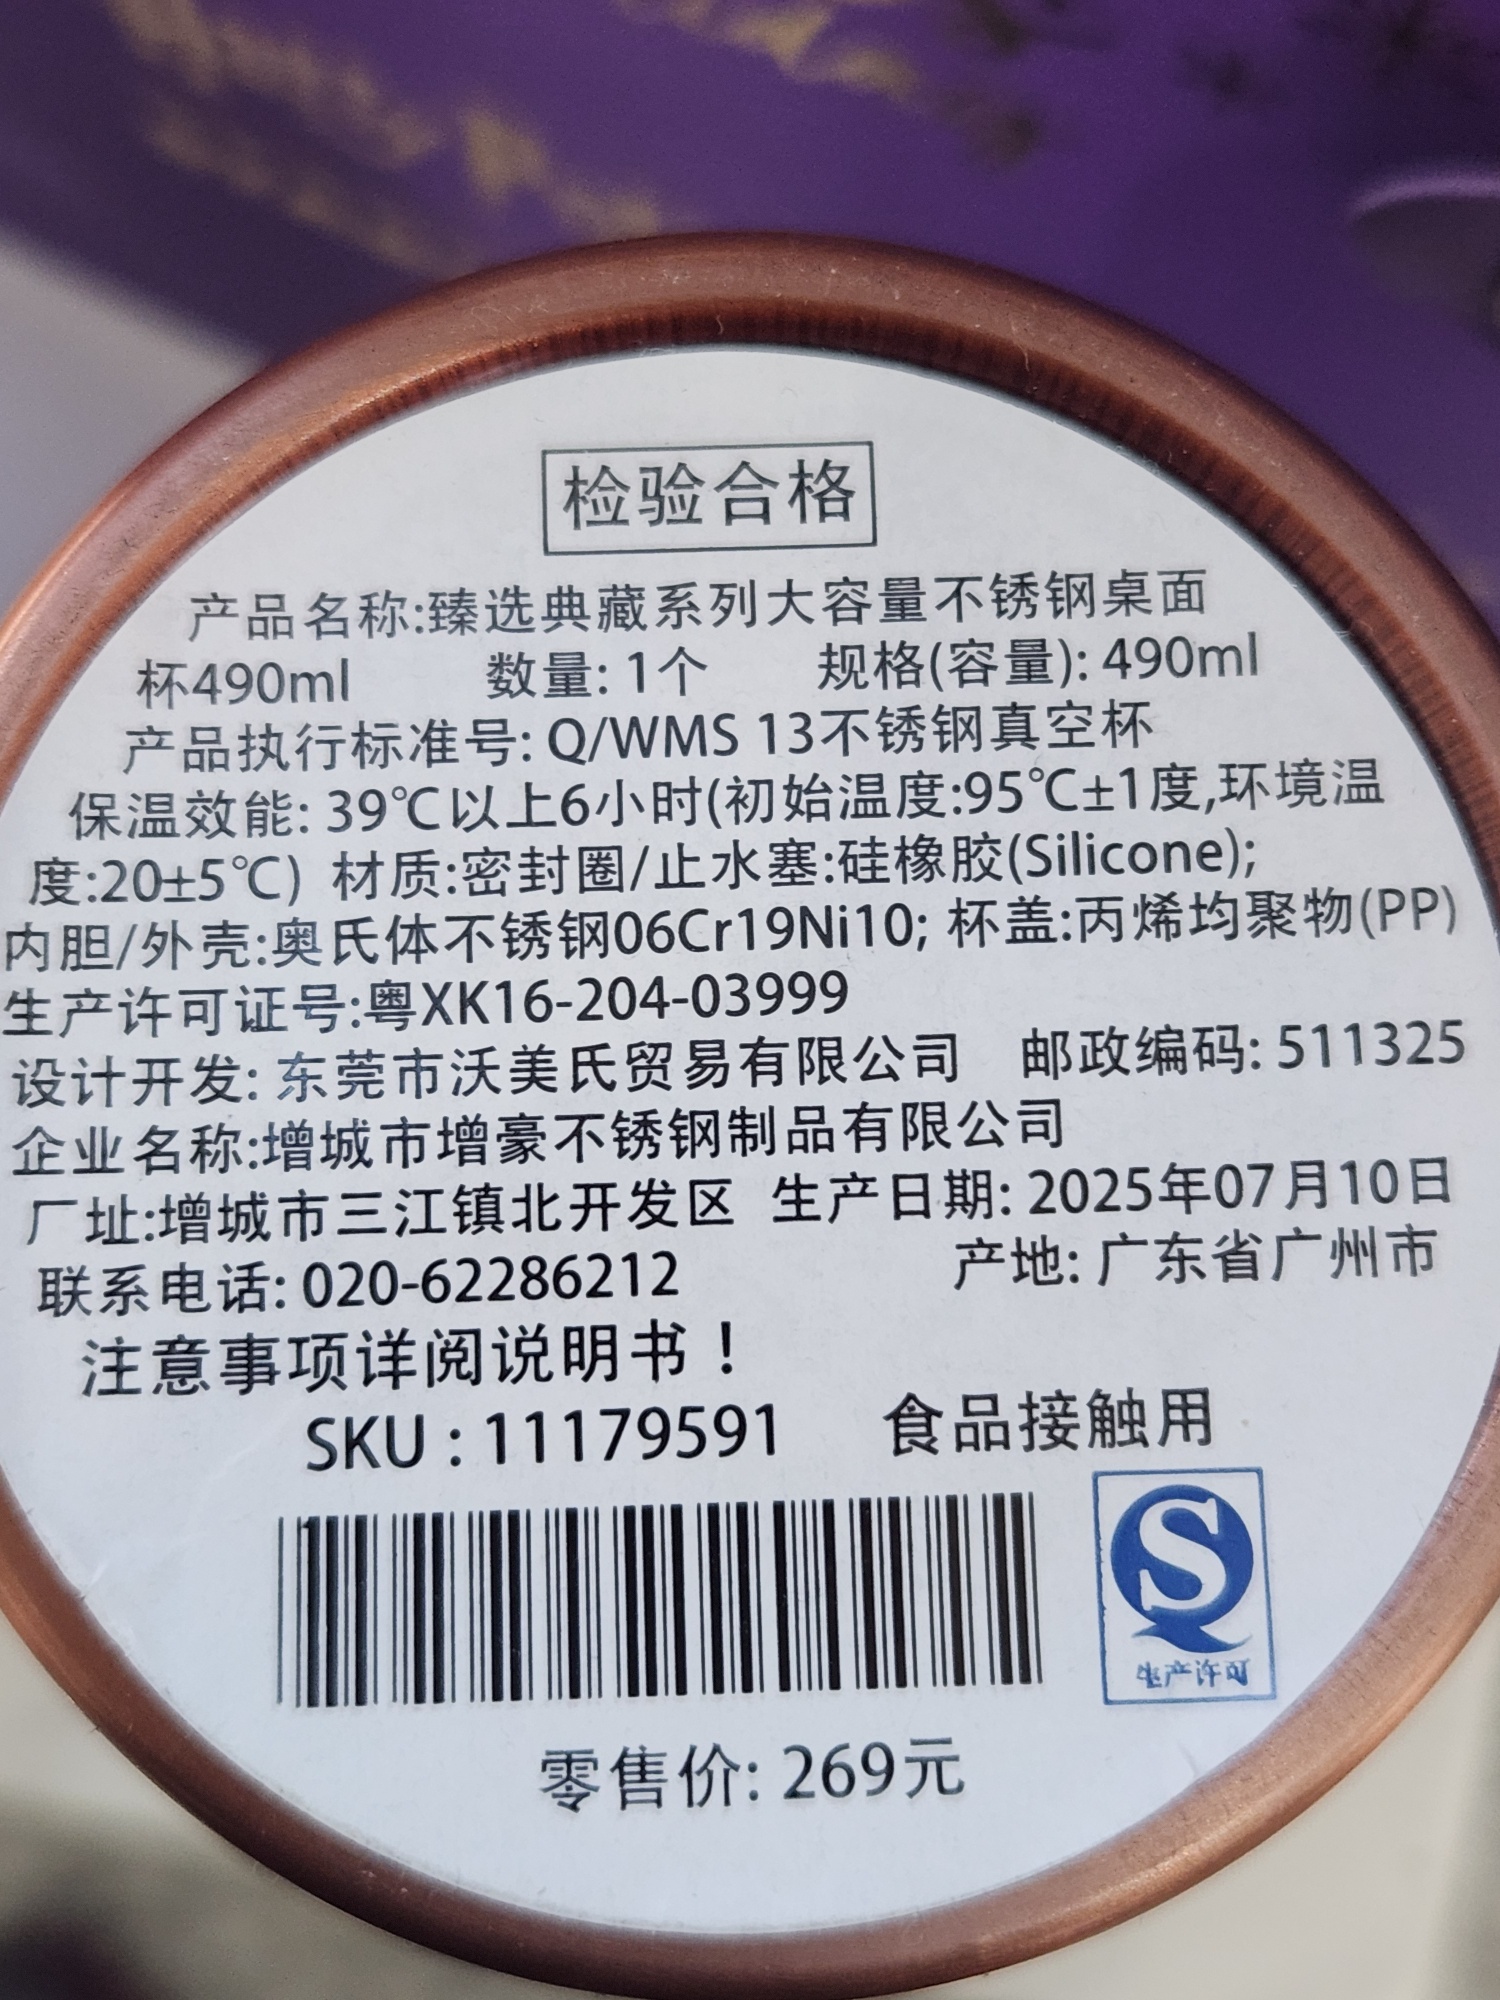 检验合格
产品名称:臻选典藏系列大容量不锈钢桌面
杯490ml 数量: 1个 规格(容量): 490ml
产品执行标准号: Q/WMS 13不锈钢真空杯
保温效能: 39℃以上6小时(初始温度:95℃±1度,环境温
度:20±5℃) 材质:密封圈/止水塞:硅橡胶(Silicone);
内胆/外壳:奥氏体不锈钢06Cr19Ni10; 杯盖:丙烯均聚物(PP)
生产许可证号:粤XK16-204-03999
设计开发: 东莞市沃美氏贸易有限公司 邮政编码: 511325
企业名称:增城市增豪不锈钢制品有限公司
厂址:增城市三江镇北开发区 生产日期: 2025年07月10日
联系电话: 020-62286212 产地: 广东省广州市
注意事项详阅说明书！
SKU : 11179591 食品接触用
生产许可
零售价: 269元